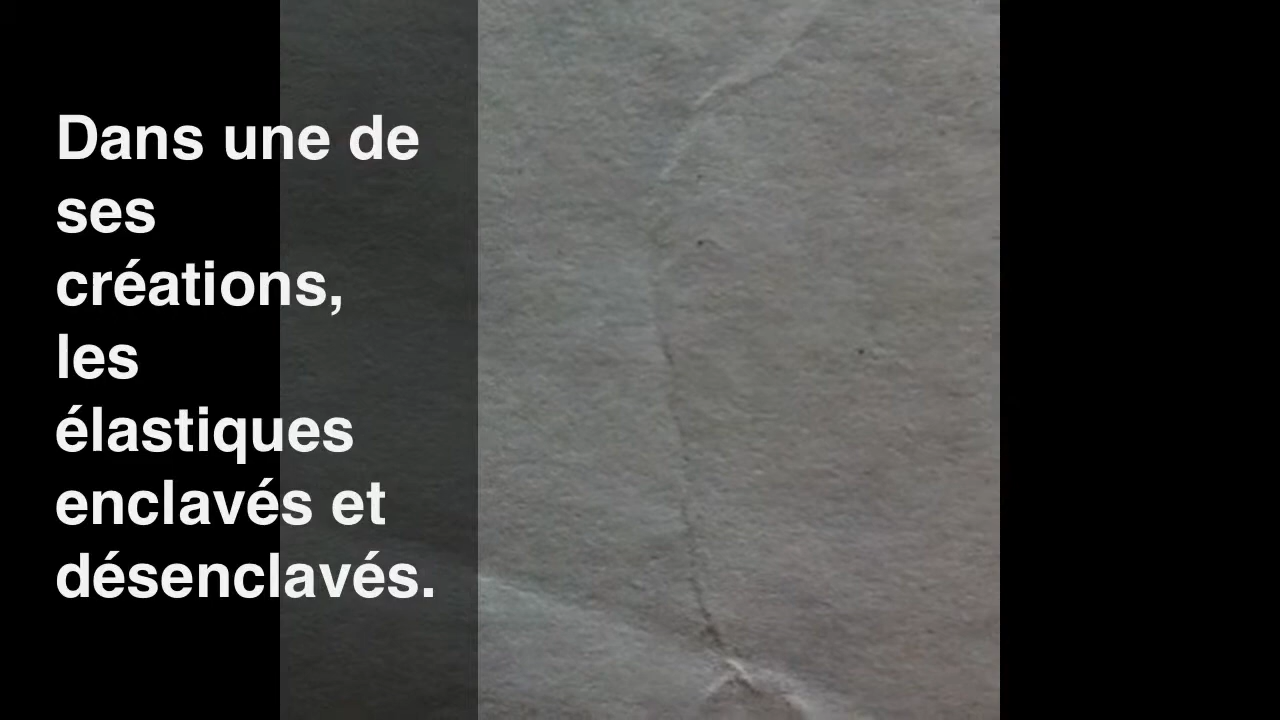 Dans une de
ses
créations,
les
élastiques
enclavés et
désenclavés.